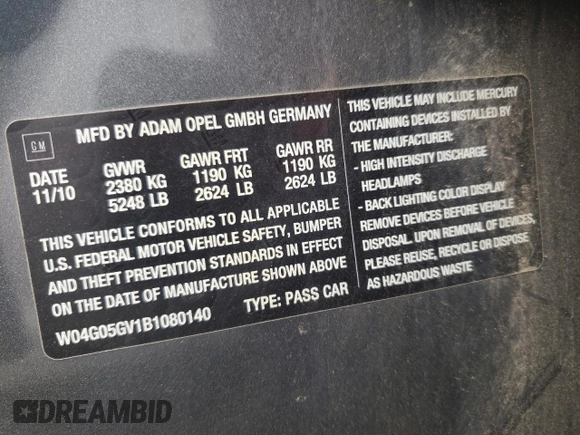 GM
MFD BY ADAM OPEL GMBH GERMANY
DATE GVWR GAWR FRT GAWR RR
11/10 2380 KG 1190 KG 1190 KG
5248 LB 2624 LB 2624 LB
THIS VEHICLE CONFORMS TO ALL APPLICABLE
U.S. FEDERAL MOTOR VEHICLE SAFETY, BUMPER
AND THEFT PREVENTION STANDARDS IN EFFECT
ON THE DATE OF MANUFACTURE SHOWN ABOVE
W04G05GV1B1080140 TYPE: PASS CAR
THIS VEHICLE MAY INCLUDE MERCURY
CONTAINING DEVICES INSTALLED BY
THE MANUFACTURER:
- HIGH INTENSITY DISCHARGE
HEADLAMPS
- BACK LIGHTING COLOR DISPLAY
REMOVE DEVICES BEFORE VEHICLE
DISPOSAL. UPON REMOVAL OF DEVICES,
PLEASE REUSE, RECYCLE OR DISPOSE
AS HAZARDOUS WASTE
DREAMBID